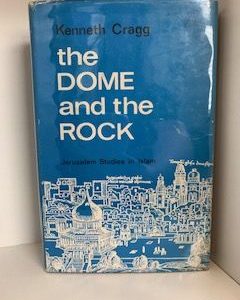 Kenneth Cragg
the
DOME
and the
ROCK
Jerusalem Studies in Islam